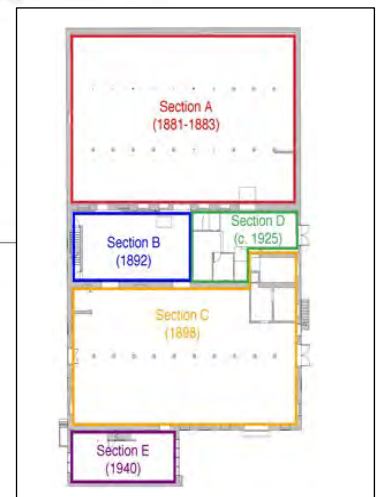 Section A
(1881-1883)
Section D
(c. 1925)
Section B
(1892)
Section C
(1898)
Section E
(1940)